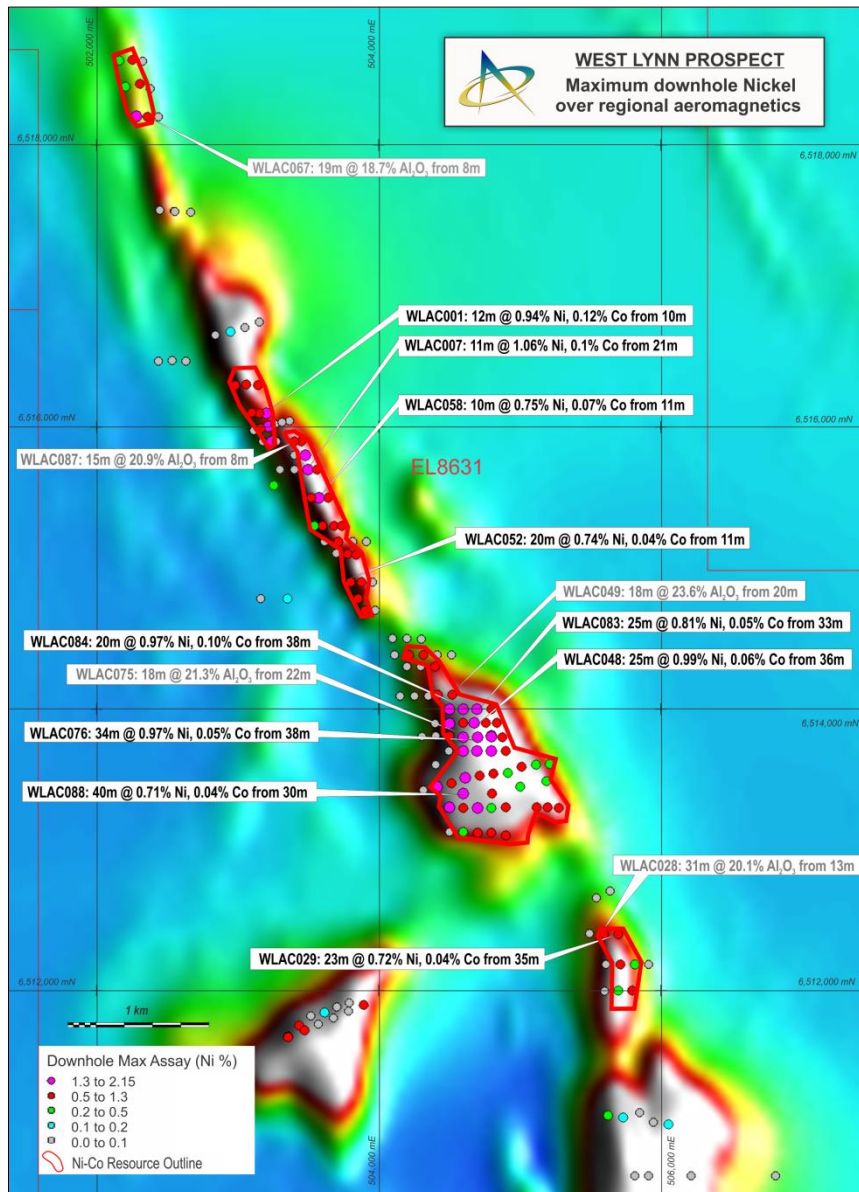 WEST LYNN PROSPECT
Maximum downhole Nickel
over regional aeromagnetics
502,000 mE
504,000 mE
6,518,000 mN
6,518,000 mN
WLAC067: 19m @ 18.7% Al₂O₃ from 8m
WLAC001: 12m @ 0.94% Ni, 0.12% Co from 10m
WLAC007: 11m @ 1.06% Ni, 0.1% Co from 21m
WLAC058: 10m @ 0.75% Ni, 0.07% Co from 11m
6,516,000 mN
6,516,000 mN
WLAC087: 15m @ 20.9% Al₂O₃ from 8m
EL8631
WLAC052: 20m @ 0.74% Ni, 0.04% Co from 11m
WLAC049: 18m @ 23.6% Al₂O₃ from 20m
WLAC083: 25m @ 0.81% Ni, 0.05% Co from 33m
WLAC084: 20m @ 0.97% Ni, 0.10% Co from 38m
WLAC048: 25m @ 0.99% Ni, 0.06% Co from 36m
WLAC075: 18m @ 21.3% Al₂O₃ from 22m
6,514,000 mN
6,514,000 mN
WLAC076: 34m @ 0.97% Ni, 0.05% Co from 38m
WLAC088: 40m @ 0.71% Ni, 0.04% Co from 30m
WLAC028: 31m @ 20.1% Al₂O₃ from 13m
WLAC029: 23m @ 0.72% Ni, 0.04% Co from 35m
6,512,000 mN
6,512,000 mN
1 km
Downhole Max Assay (Ni %)
1.3 to 2.15
0.5 to 1.3
0.2 to 0.5
0.1 to 0.2
0.0 to 0.1
Ni-Co Resource Outline
504,000 mE
506,000 mE